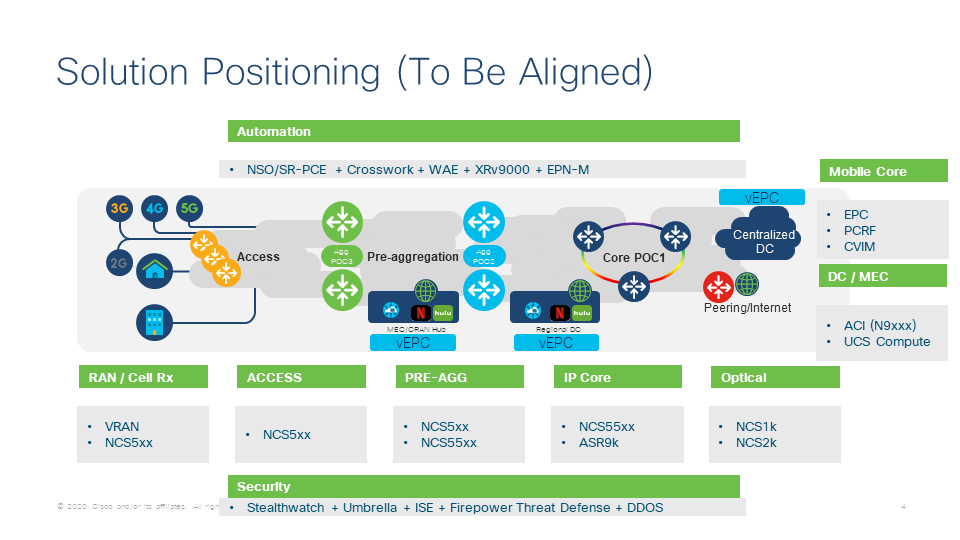 Solution Positioning (To Be Aligned)
Automation
• NSO/SR-PCE + Crosswork + WAE + XRv9000 + EPN-M
Mobile Core
• EPC
• PCRF
• CVIM
DC / MEC
• ACI (N9xxx)
• UCS Compute
3G 4G 5G
2G
Access
Agg
POC3
Pre-aggregation
Agg
POC2
Core POC1
vEPC
Centralized
DC
Peering/Internet
N hulu
MEC/CRAN Hub
vEPC
N hulu
Regional DC
vEPC
RAN / Cell Rx
• VRAN
• NCS5xx
ACCESS
• NCS5xx
PRE-AGG
• NCS5xx
• NCS55xx
IP Core
• NCS55xx
• ASR9k
Optical
• NCS1k
• NCS2k
Security
• Stealthwatch + Umbrella + ISE + Firepower Threat Defense + DDOS
© 2020 Cisco and/or its affiliates. All righ
4